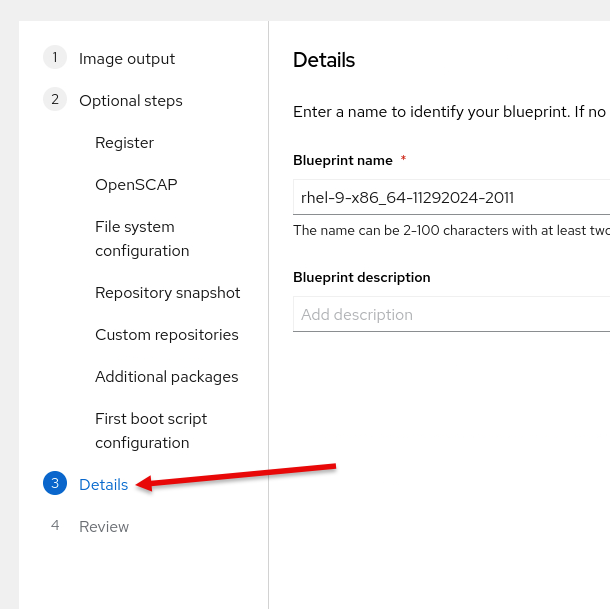 1 Image output
2 Optional steps
Register
OpenSCAP
File system
configuration
Repository snapshot
Custom repositories
Additional packages
First boot script
configuration
3 Details
4 Review
Details
Enter a name to identify your blueprint. If no
Blueprint name *
rhel-9-x86_64-11292024-2011
The name can be 2-100 characters with at least two
Blueprint description
Add description